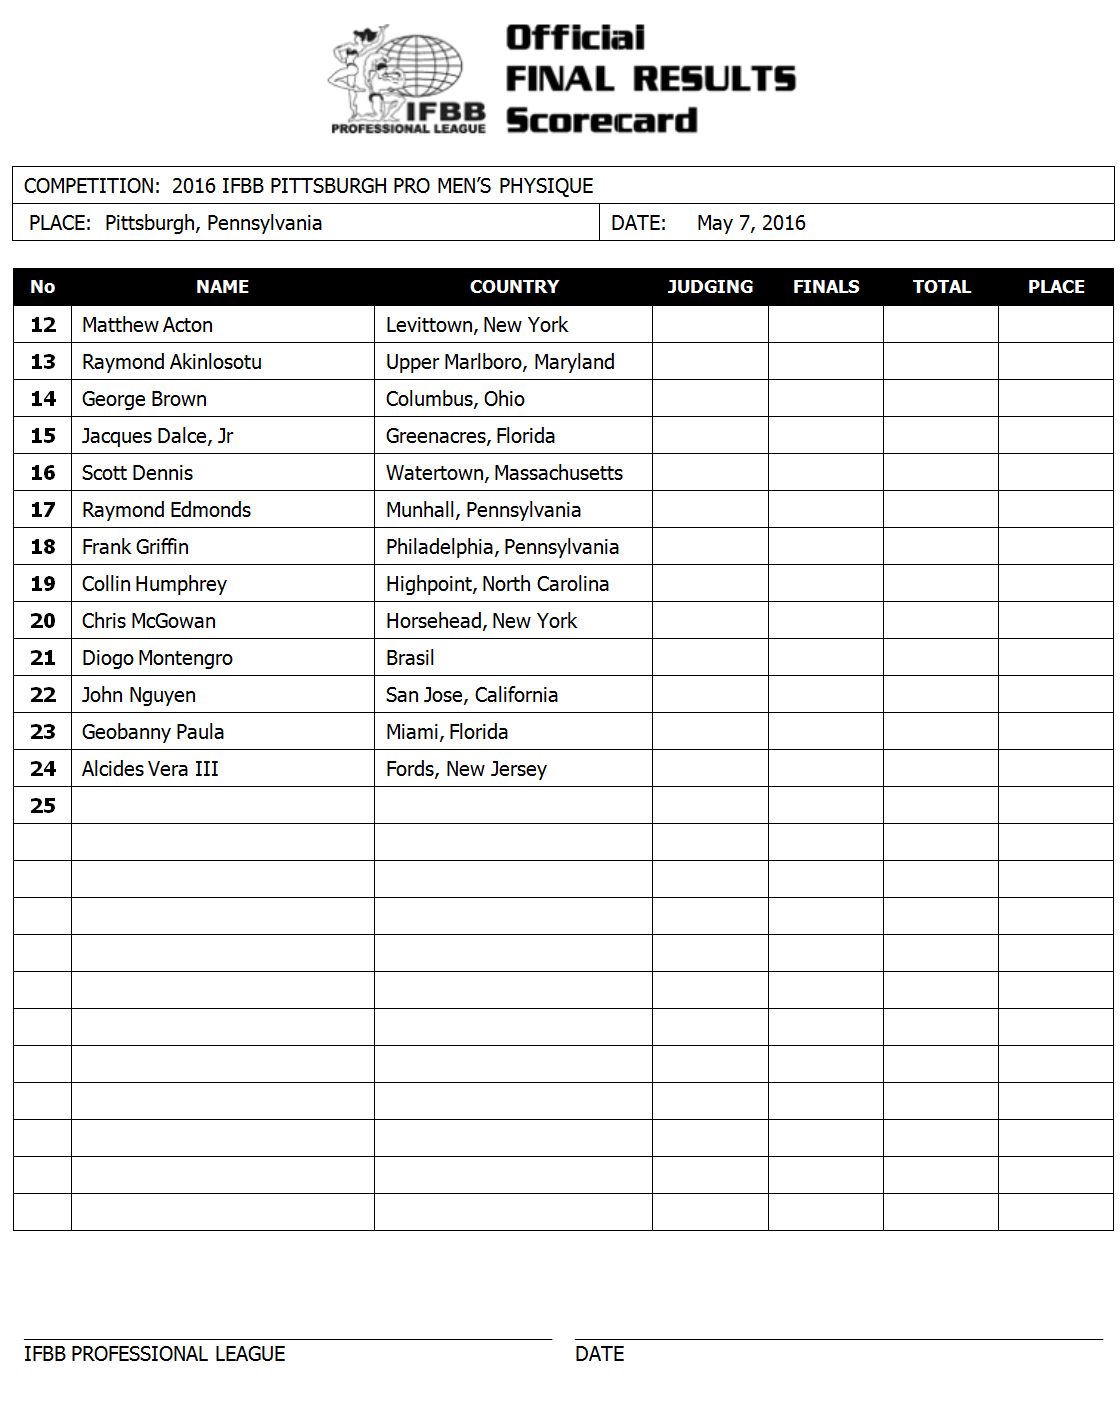 IFBB
PROFESSIONAL LEAGUE
Official
FINAL RESULTS
Scorecard
COMPETITION: 2016 IFBB PITTSBURGH PRO MEN’S PHYSIQUE
PLACE: Pittsburgh, Pennsylvania DATE: May 7, 2016
No NAME COUNTRY JUDGING FINALS TOTAL PLACE
12 Matthew Acton Levittown, New York
13 Raymond Akinlosotu Upper Marlboro, Maryland
14 George Brown Columbus, Ohio
15 Jacques Dalce, Jr Greenacres, Florida
16 Scott Dennis Watertown, Massachusetts
17 Raymond Edmonds Munhall, Pennsylvania
18 Frank Griffin Philadelphia, Pennsylvania
19 Collin Humphrey Highpoint, North Carolina
20 Chris McGowan Horsehead, New York
21 Diogo Montengro Brasil
22 John Nguyen San Jose, California
23 Geobanny Paula Miami, Florida
24 Alcides Vera III Fords, New Jersey
25
IFBB PROFESSIONAL LEAGUE DATE